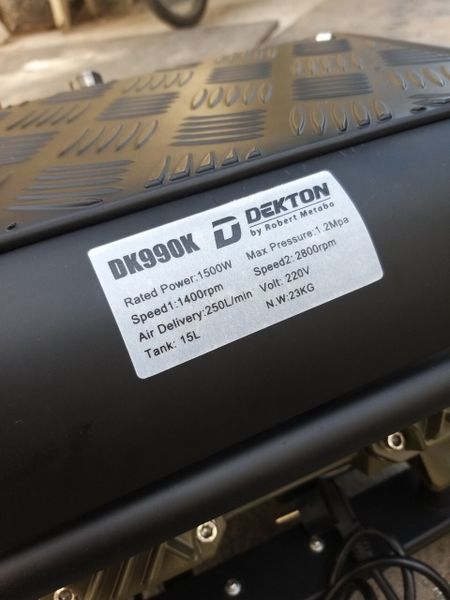 DK990K D DEKTON
by Robert Metabo
Rated Power:1500W Max Pressure:1.2Mpa
Speed1:1400rpm Speed2: 2800rpm
Air Delivery:250L/min Volt: 220V
Tank: 15L N.W:23KG